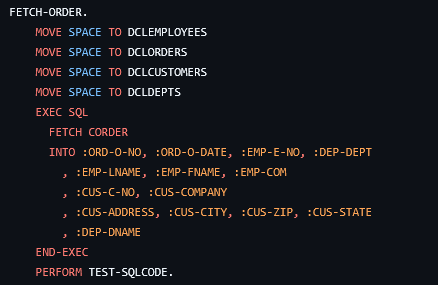 FETCH-ORDER.
MOVE SPACE TO DCLEMPLOYEES
MOVE SPACE TO DCLORDERS
MOVE SPACE TO DCLCUSTOMERS
MOVE SPACE TO DCLDEPTS
EXEC SQL
FETCH CORDER
INTO :ORD-O-NO, :ORD-O-DATE, :EMP-E-NO, :DEP-DEPT
, :EMP-LNAME, :EMP-FNAME, :EMP-COM
, :CUS-C-NO, :CUS-COMPANY
, :CUS-ADDRESS, :CUS-CITY, :CUS-ZIP, :CUS-STATE
, :DEP-DNAME
END-EXEC
PERFORM TEST-SQLCODE.